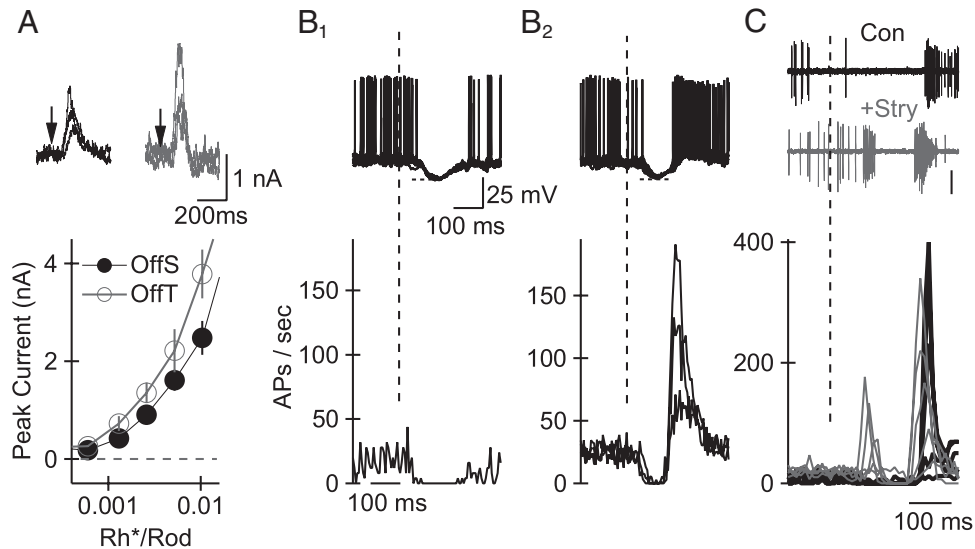 A
1 nA
200ms
Peak Current (nA)
4
2
0
OffS
OffT
0.001
0.01
Rh*/Rod
B1
25 mV
100 ms
APs / sec
150
100
50
0
100 ms
B2
150
100
50
0
C
Con
+Stry
400
200
0
100 ms